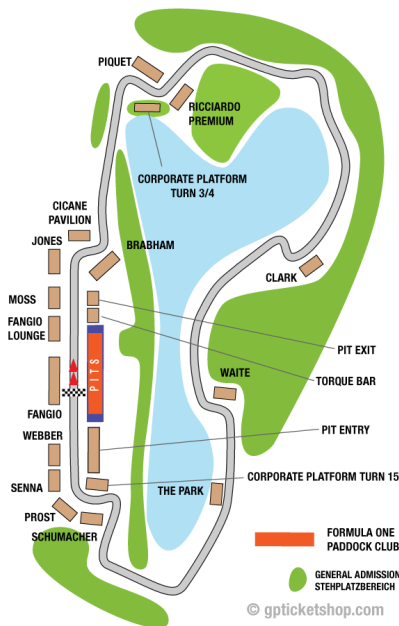 PIQUET
RICCIARDO
PREMIUM
CORPORATE PLATFORM
TURN 3/4
CICANE
PAVILION
JONES
BRABHAM
CLARK
MOSS
FANGIO
LOUNGE
PIT EXIT
PITS
WAITE
TORQUE BAR
FANGIO
WEBBER
PIT ENTRY
CORPORATE PLATFORM TURN 15
SENNA
THE PARK
PROST
SCHUMACHER
FORMULA ONE
PADDOCK CLUB
GENERAL ADMISSION
STEHPLATZBEREICH
© gpticketshop.com